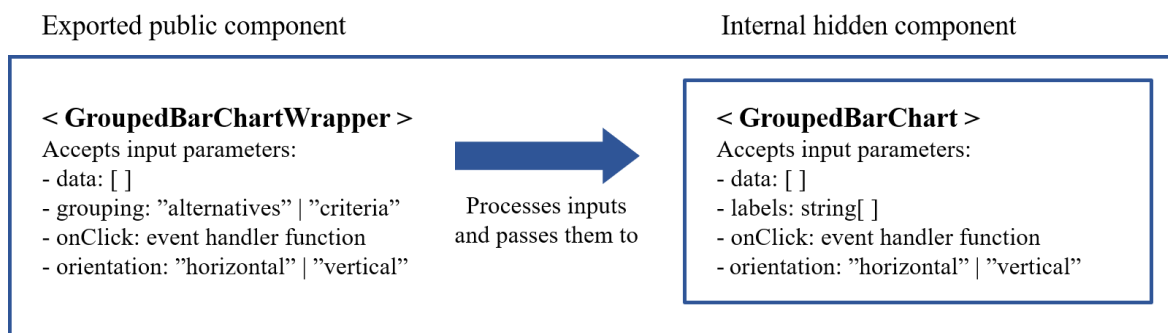 Exported public component
Internal hidden component
< GroupedBarChartWrapper >
Accepts input parameters:
- data: [ ]
- grouping: ”alternatives” | ”criteria”
- onClick: event handler function
- orientation: ”horizontal” | ”vertical”
Processes inputs
and passes them to
< GroupedBarChart >
Accepts input parameters:
- data: [ ]
- labels: string[ ]
- onClick: event handler function
- orientation: ”horizontal” | ”vertical”